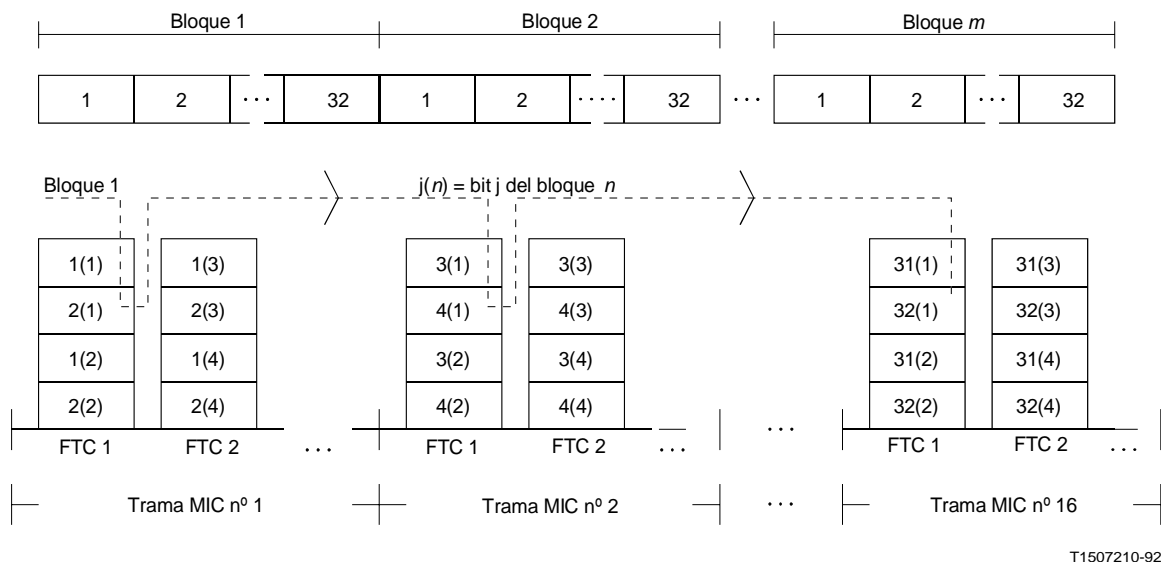 Bloque 1 Bloque 2 Bloque m
1 2 ··· 32 1 2 ···· 32 ··· 1 2 ··· 32
Bloque 1 j(n) = bit j del bloque n
1(1) 1(3) 3(1) 3(3) 31(1) 31(3)
2(1) 2(3) 4(1) 4(3) 32(1) 32(3)
1(2) 1(4) 3(2) 3(4) 31(2) 31(4)
2(2) 2(4) 4(2) 4(4) 32(2) 32(4)
FTC 1 FTC 2 ··· FTC 1 FTC 2 ··· ··· FTC 1 FTC 2 ···
Trama MIC nº 1 Trama MIC nº 2 ··· Trama MIC nº 16
T1507210-92